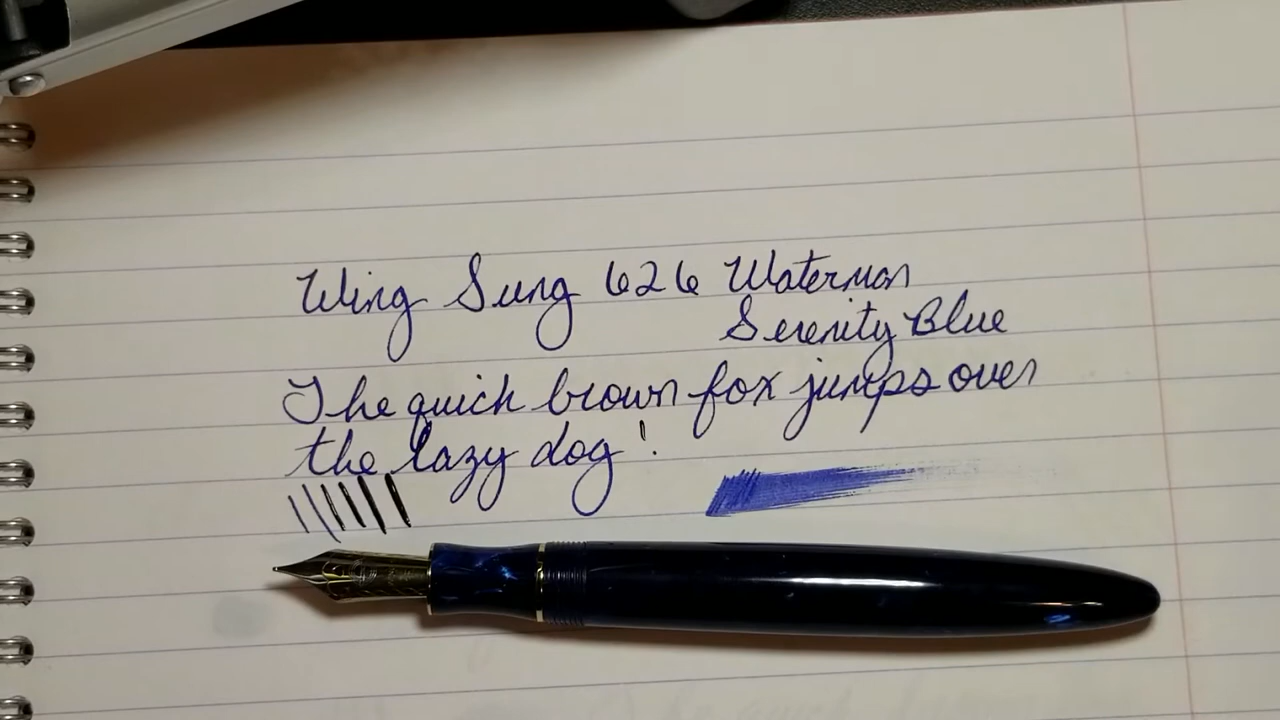 Wing Sung 626 Waterman
Serenity Blue
The quick brown fox jumps over
the lazy dog!